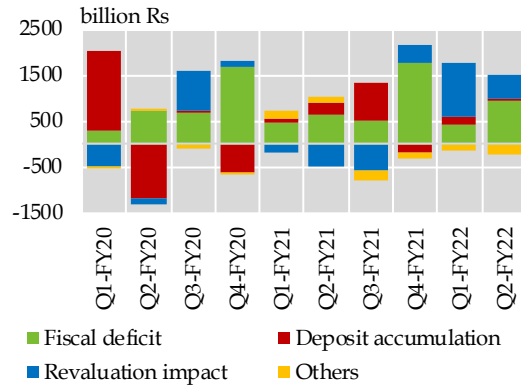 billion Rs
2500
1500
500
-500
-1500
Q1-FY20
Q2-FY20
Q3-FY20
Q4-FY20
Q1-FY21
Q2-FY21
Q3-FY21
Q4-FY21
Q1-FY22
Q2-FY22
Fiscal deficit
Deposit accumulation
Revaluation impact
Others